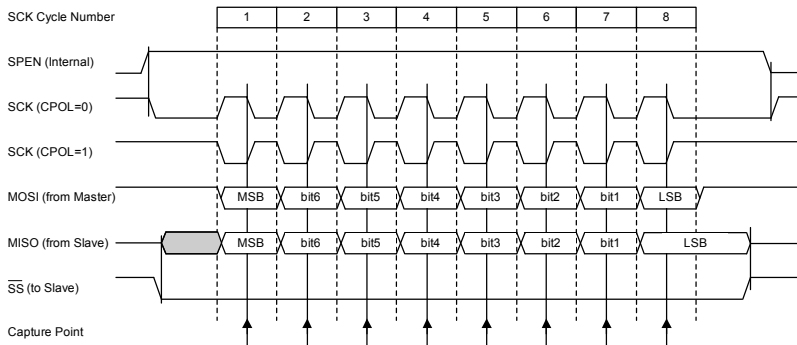 SCK Cycle Number 1 2 3 4 5 6 7 8
SPEN (Internal)
SCK (CPOL=0)
SCK (CPOL=1)
MOSI (from Master) MSB bit6 bit5 bit4 bit3 bit2 bit1 LSB
MISO (from Slave) MSB bit6 bit5 bit4 bit3 bit2 bit1 LSB
SS (to Slave)
Capture Point